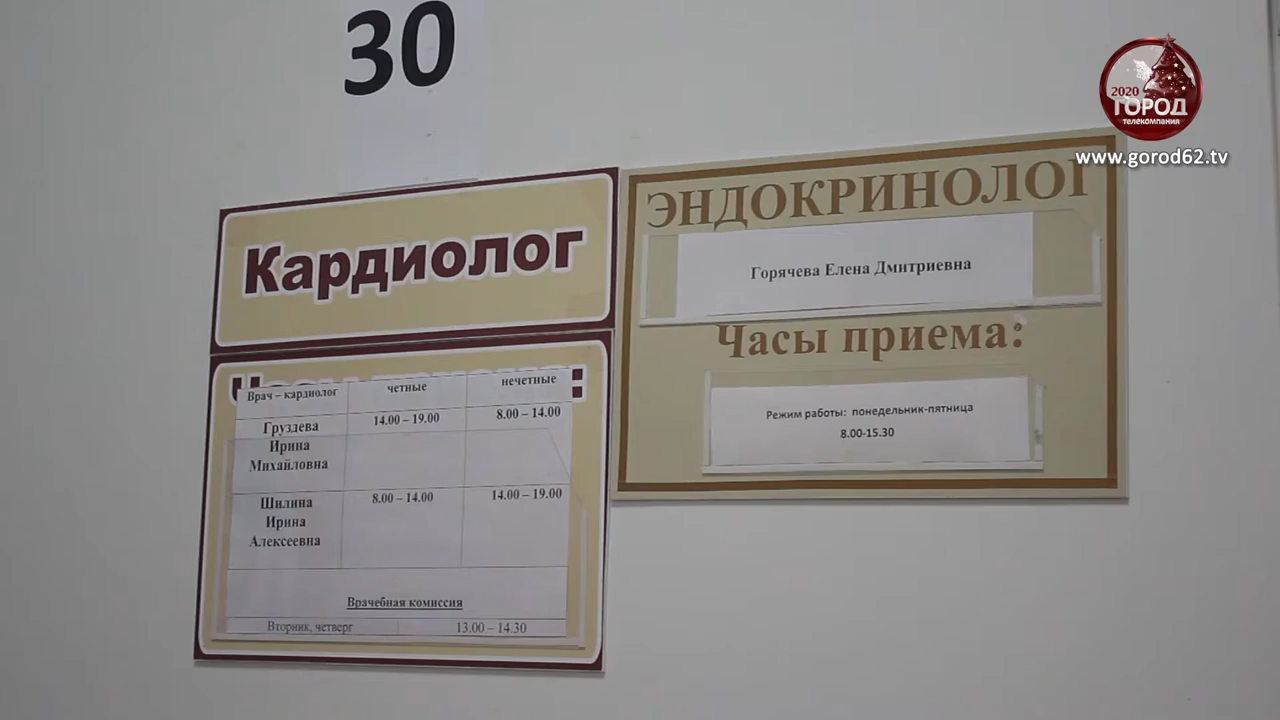 30
2020
ГОРОД
телекомпания
www.gorod62.tv
Кардиолог
Врач – кардиолог четные нечетные
Груздева Ирина Михайловна 14.00 – 19.00 8.00 – 14.00
Шилина Ирина Алексеевна 8.00 – 14.00 14.00 – 19.00
Врачебная комиссия
Вторник, четверг 13.00 – 14.30
ЭНДОКРИНОЛОГ
Горячева Елена Дмитриевна
Часы приема:
Режим работы: понедельник-пятница
8.00-15.30